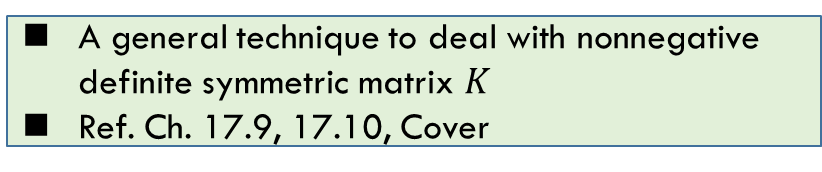 ■ A general technique to deal with nonnegative
definite symmetric matrix K
■ Ref. Ch. 17.9, 17.10, Cover